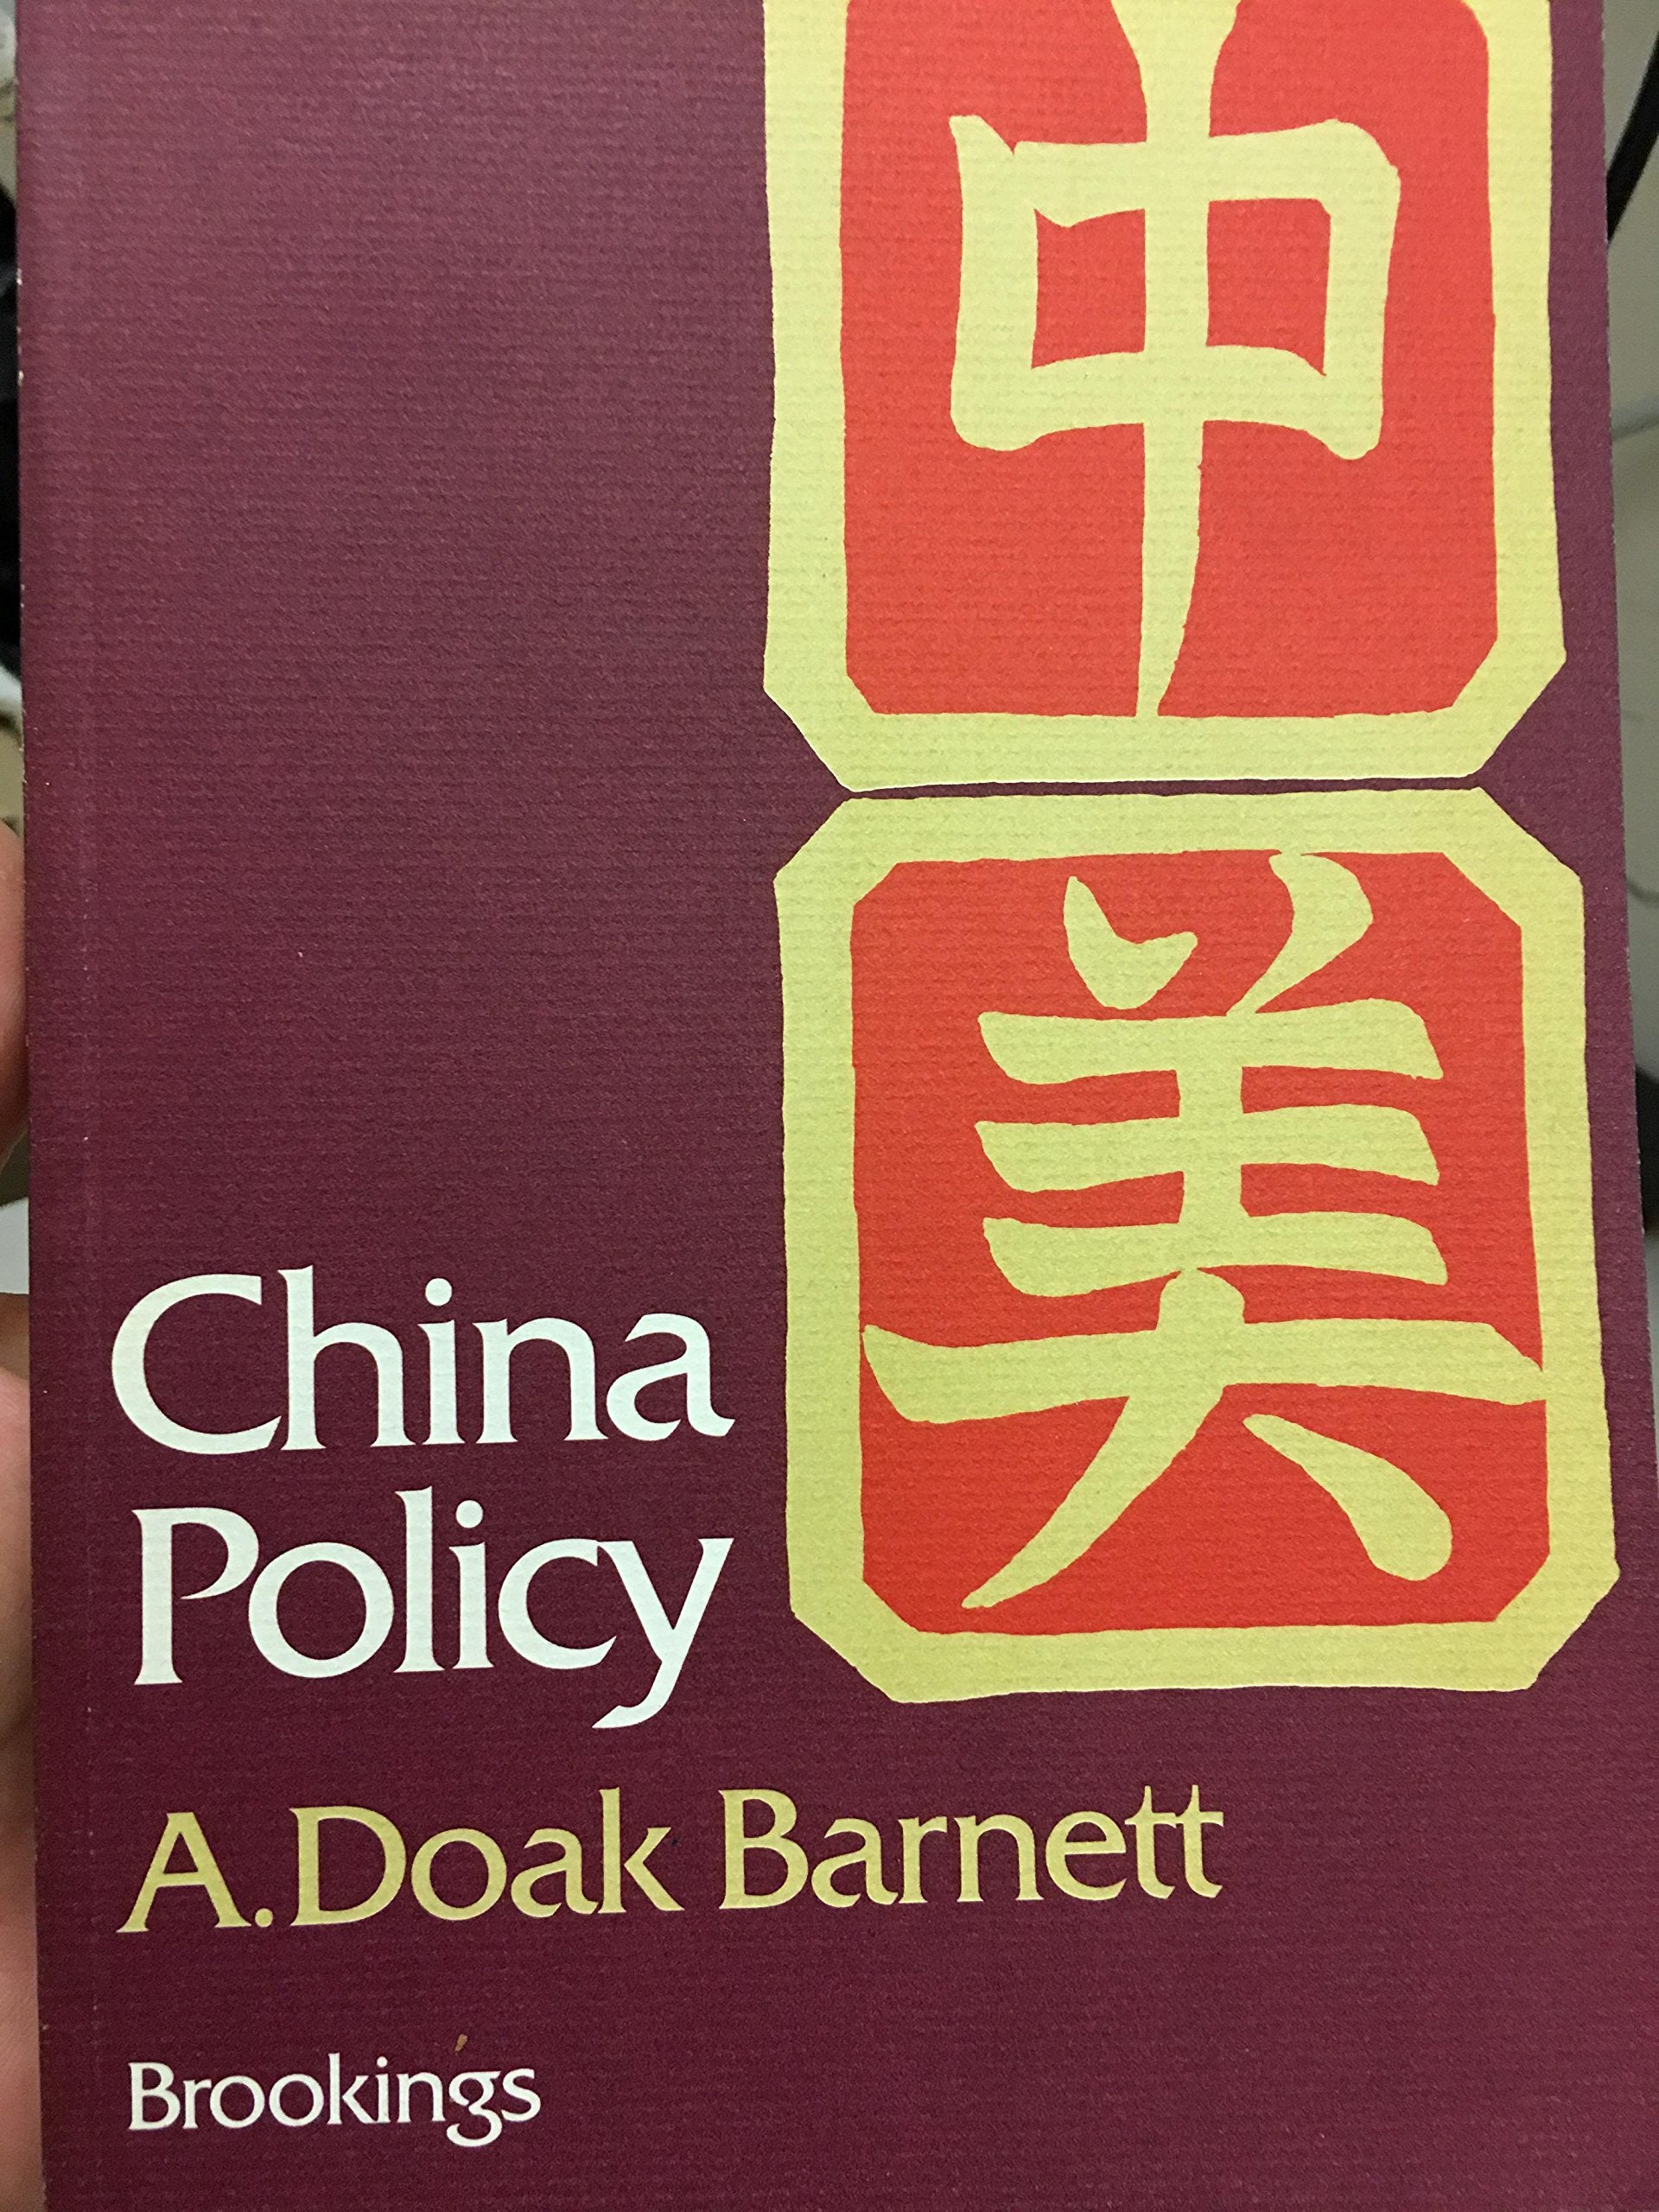 中
美
China
Policy
A. Doak Barnett
Brookings